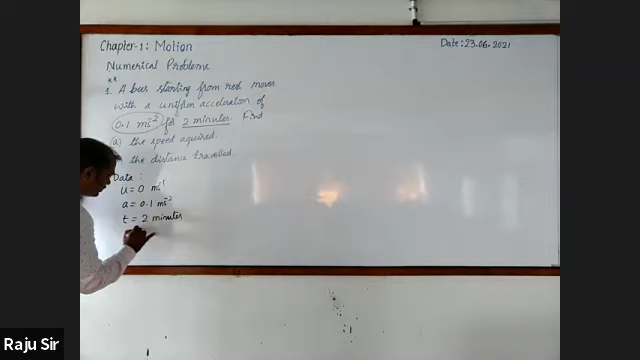 Chapter-1: Motion
Date: 23.06.2021
Numerical Problems
**
1. A bus starting from rest moves
with a uniform acceleration of
0.1 ms⁻² for 2 minutes. Find
(a) the speed aquired.
the distance travelled.
Data :
u = 0 ms⁻¹
a = 0.1 ms⁻²
t = 2 minutes
Raju Sir